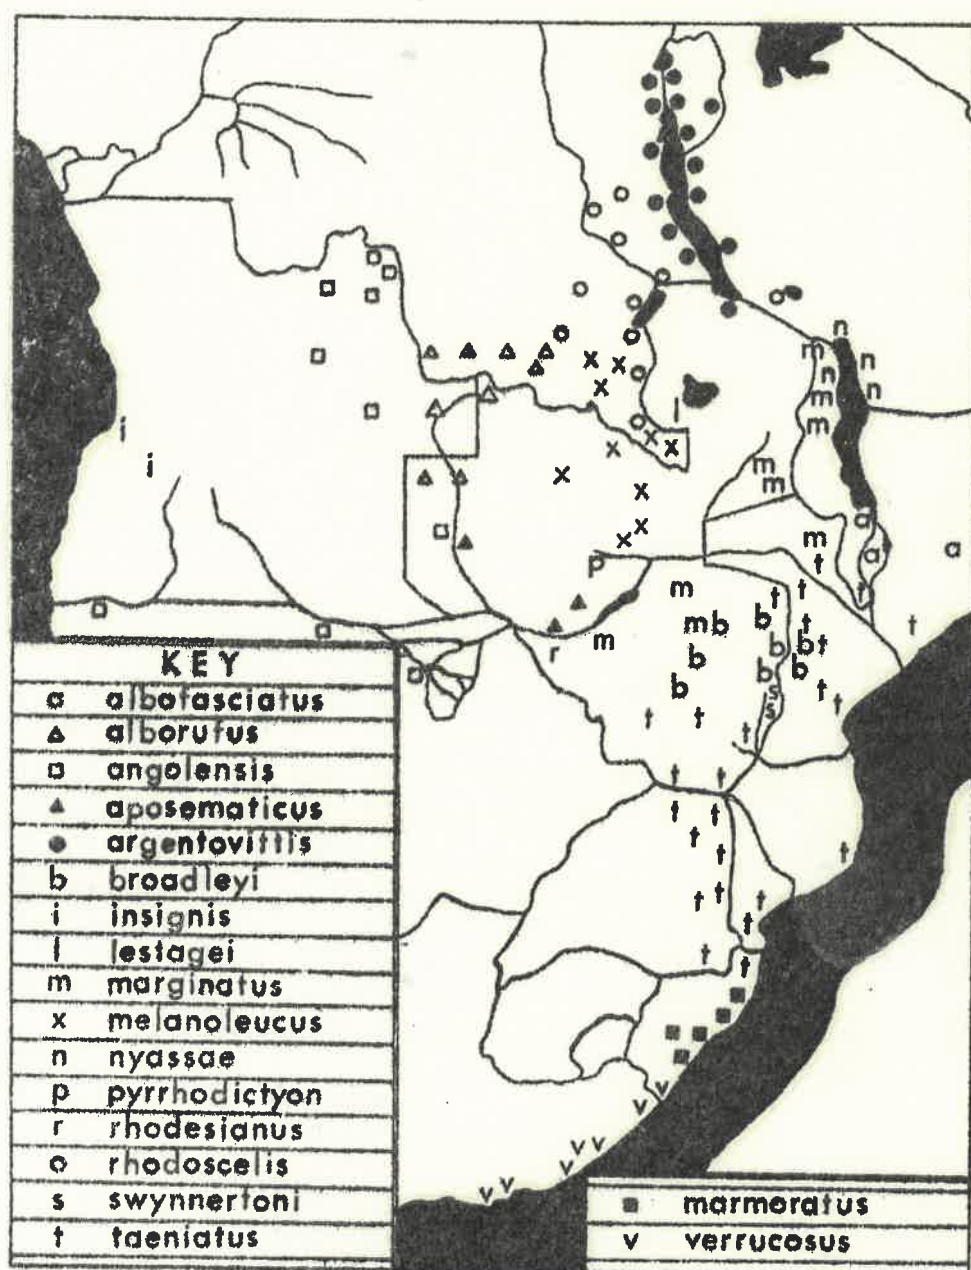 KEY
a albofasciatus
△ alborufus
□ angolensis
▲ aposematicus
● argentovittis
b broadleyi
i insignis
l lestagei
m marginatus
x melanoleucus
n nyassae
p pyrrhodictyon
r rhodesianus
o rhodoscelis
s swynnertoni
t taeniatus
■ marmoratus
v verrucosus